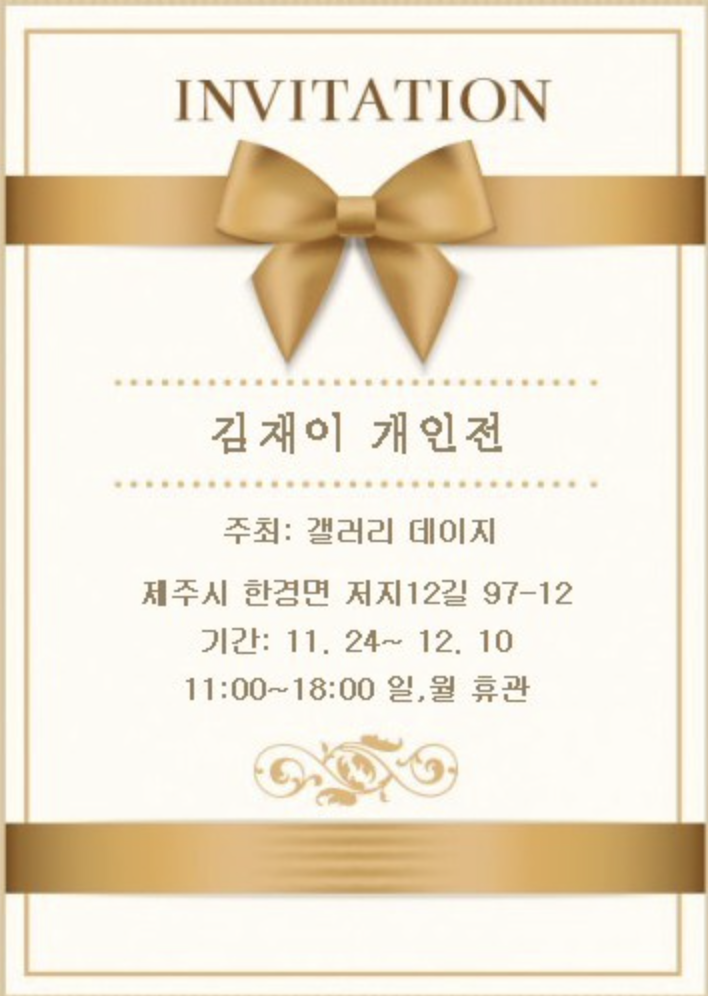 INVITATION
김재이 개인전
주최: 갤러리 데이지
제주시 한경면 저지12길 97-12
기간: 11. 24~ 12. 10
11:00~18:00 일,월 휴관